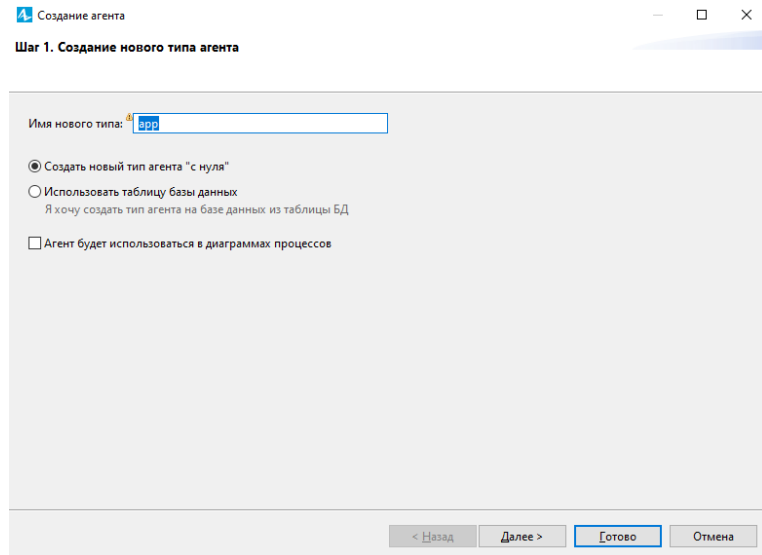 Создание агента
Шаг 1. Создание нового типа агента
Имя нового типа: app
Создать новый тип агента "с нуля"
Использовать таблицу базы данных
Я хочу создать тип агента на базе данных из таблицы БД
Агент будет использоваться в диаграммах процессов
< Назад Далее > Готово Отмена